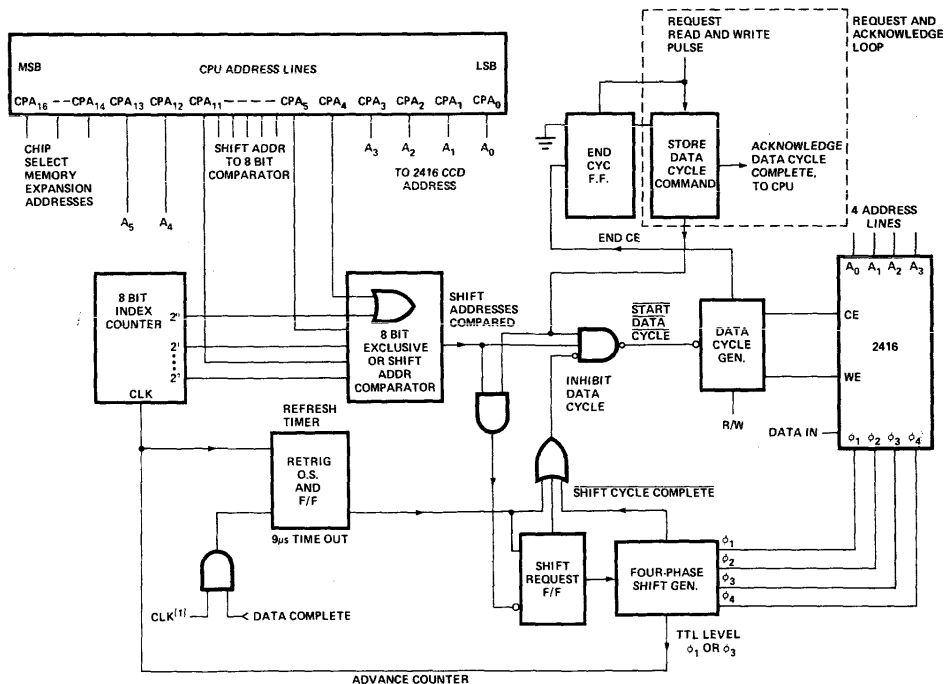 REQUEST
READ AND WRITE
PULSE
REQUEST AND
ACKNOWLEDGE
LOOP
MSB
CPU ADDRESS LINES
LSB
CPA16 --- CPA14 CPA13 CPA12 CPA11 ------ CPA5 CPA4 CPA3 CPA2 CPA1 CPA0
CHIP
SELECT
MEMORY
EXPANSION
ADDRESSES
SHIFT ADDR
TO 8 BIT
COMPARATOR
A3 A2 A1 A0
TO 2416 CCD
ADDRESS
A5 A4
END
CYC
F.F.
STORE
DATA
CYCLE
COMMAND
ACKNOWLEDGE
DATA CYCLE
COMPLETE,
TO CPU
END CE
4 ADDRESS
LINES
A0 A1 A2 A3
CE
2416
WE
DATA IN
ϕ1 ϕ2 ϕ3 ϕ4
8 BIT
INDEX
COUNTER
CLK
8 BIT
EXCLUSIVE
OR SHIFT
ADDR
COMPARATOR
SHIFT
ADDRESSES
COMPARED
START
DATA
CYCLE
DATA
CYCLE
GEN.
R/W
INHIBIT
DATA
CYCLE
REFRESH
TIMER
RETRIG
O.S.
AND
F/F
9μs TIME OUT
SHIFT CYCLE COMPLETE
SHIFT
REQUEST
F/F
FOUR-PHASE
SHIFT GEN.
ϕ1
ϕ2
ϕ3
ϕ4
CLK[1]
DATA COMPLETE
TTL LEVEL
ϕ1 OR ϕ3
ADVANCE COUNTER